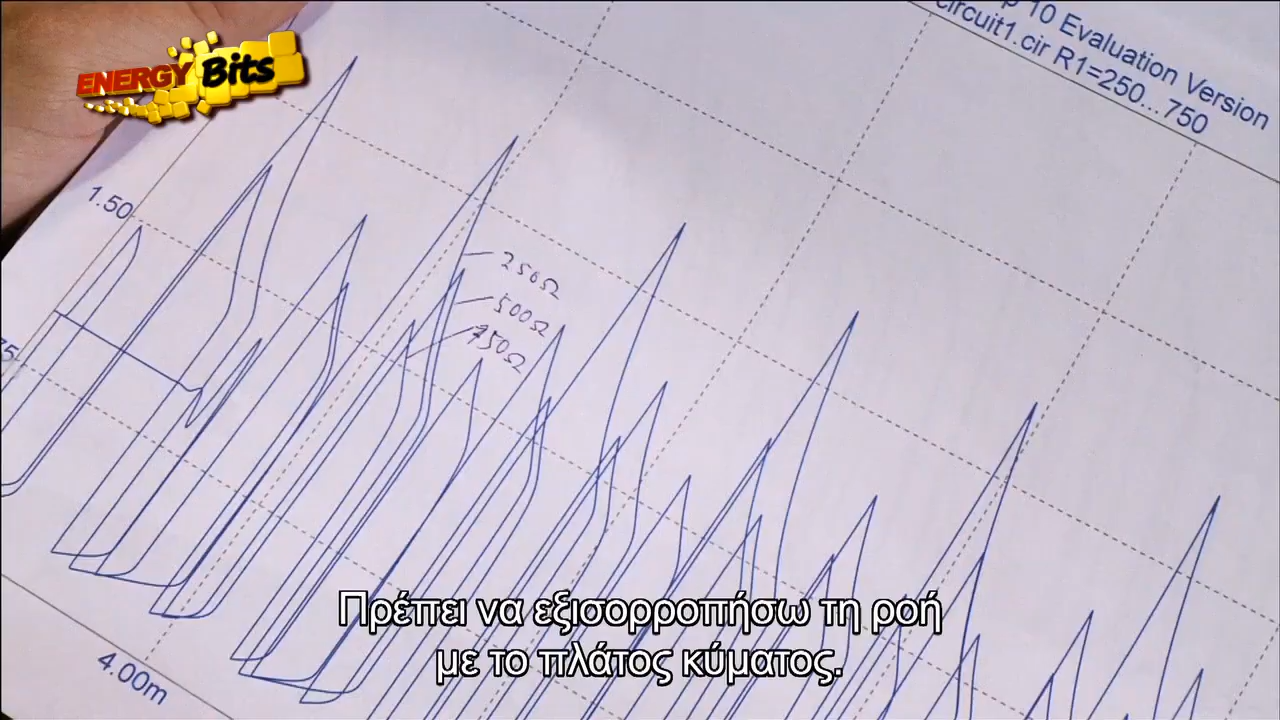 ENERGY Bits
10 Evaluation Version
circuit1.cir R1=250...750
1.50
250Ω
500Ω
750Ω
4.00m
Πρέπει να εξισορροπήσω τη ροή
με το πλάτος κύματος.